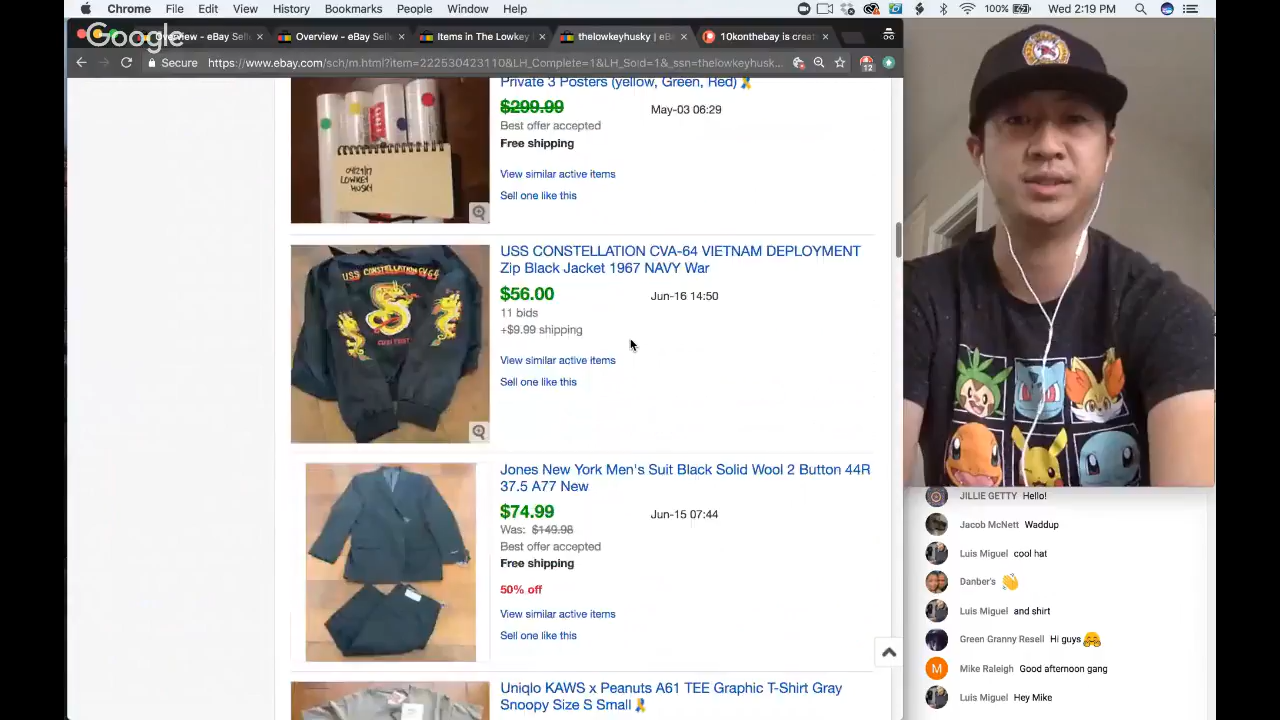 Chrome File Edit View History Bookmarks People Window Help
100% Wed 2:19 PM
Google
Overview - eBay Sell
Overview - eBay Selle
Items in The Lowkey
thelowkeyhusky | eB
10konthebay is creat
Secure https://www.ebay.com/sch/m.html?item=222530423110&LH_Complete=1&LH_Sold=1&_ssn=thelowkeyhusk...
12
Private 3 Posters (yellow, Green, Red)
$299.99
May-03 06:29
Best offer accepted
Free shipping
View similar active items
Sell one like this
LOWKEY
HUSKY
USS CONSTELLATION CVA-64 VIETNAM DEPLOYMENT
Zip Black Jacket 1967 NAVY War
$56.00
Jun-16 14:50
11 bids
+$9.99 shipping
View similar active items
Sell one like this
Jones New York Men's Suit Black Solid Wool 2 Button 44R
37.5 A77 New
$74.99
Jun-15 07:44
Was: $149.98
Best offer accepted
Free shipping
50% off
View similar active items
Sell one like this
Uniqlo KAWS x Peanuts A61 TEE Graphic T-Shirt Gray
Snoopy Size S Small
JILLIE GETTY Hello!
Jacob McNett Waddup
Luis Miguel cool hat
Danber's
Luis Miguel and shirt
Green Granny Resell Hi guys
M Mike Raleigh Good afternoon gang
Luis Miguel Hey Mike